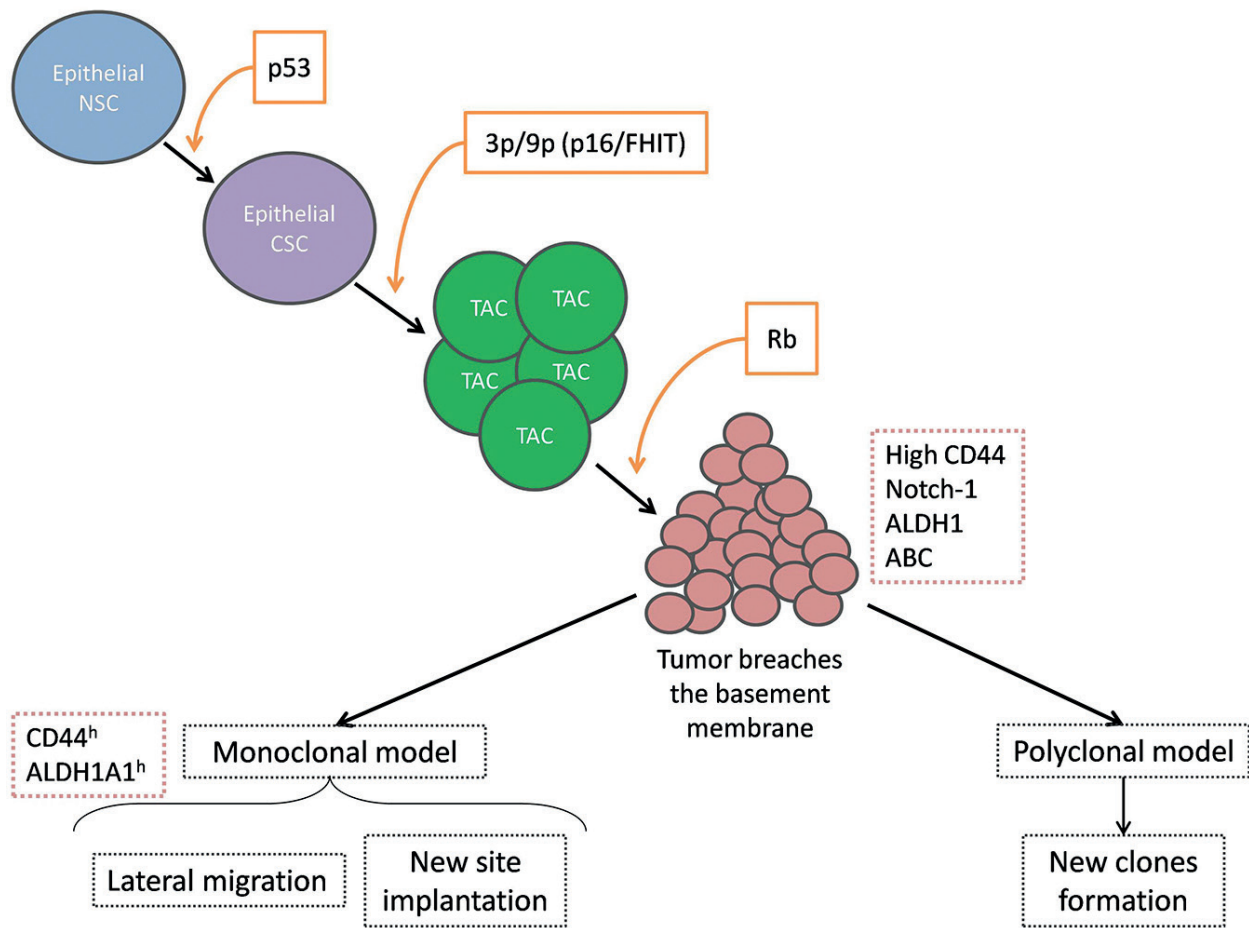 Epithelial
NSC
p53
3p/9p (p16/FHIT)
Epithelial
CSC
TAC
TAC
TAC
TAC
TAC
Rb
High CD44
Notch-1
ALDH1
ABC
Tumor breaches
the basement
membrane
CD44ʰ
ALDH1A1ʰ
Monoclonal model
Polyclonal model
Lateral migration
New site
implantation
New clones
formation